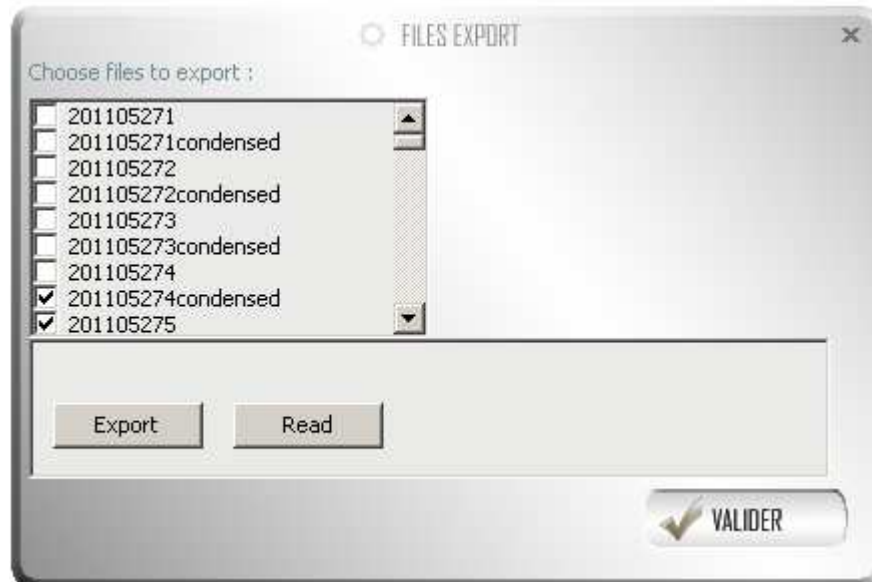 FILES EXPORT
Choose files to export :
201105271
201105271condensed
201105272
201105272condensed
201105273
201105273condensed
201105274
201105274condensed
201105275
Export
Read
VALIDER